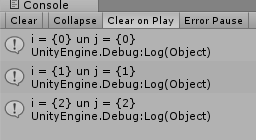 Console
Clear Collapse Clear on Play Error Pause
i = {0} un j = {0}
UnityEngine.Debug:Log(Object)
i = {1} un j = {1}
UnityEngine.Debug:Log(Object)
i = {2} un j = {2}
UnityEngine.Debug:Log(Object)